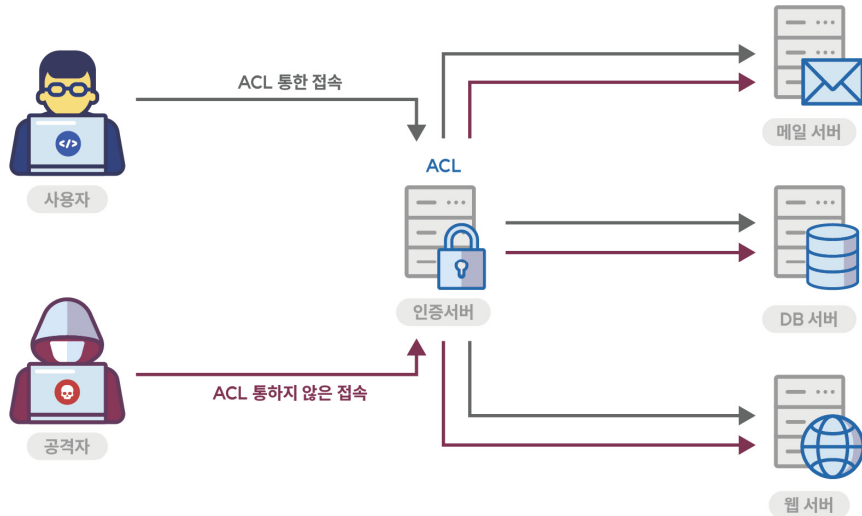 ACL 통한 접속
</>
사용자
ACL
인증서버
메일 서버
DB 서버
ACL 통하지 않은 접속
공격자
웹 서버